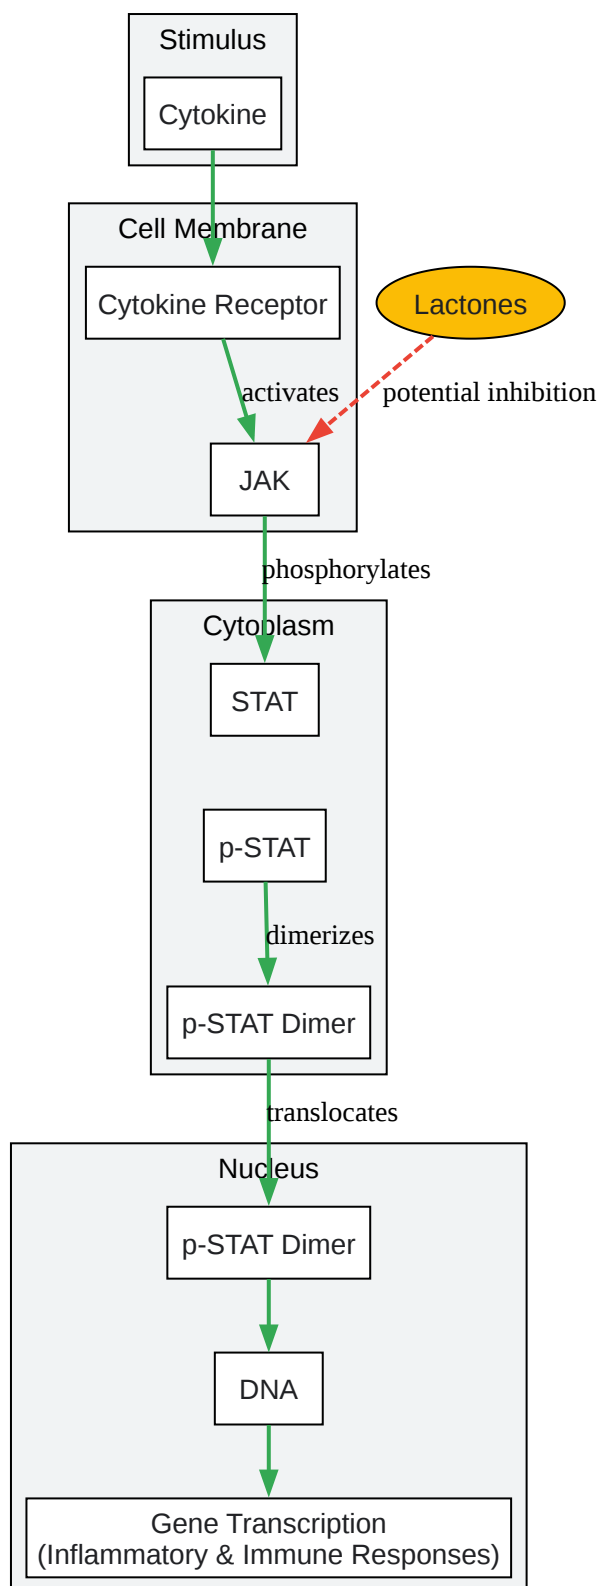 Stimulus
Cytokine
Cell Membrane
Cytokine Receptor
Lactones
activates
potential inhibition
JAK
phosphorylates
Cytoplasm
STAT
p-STAT
dimerizes
p-STAT Dimer
translocates
Nucleus
p-STAT Dimer
DNA
Gene Transcription
(Inflammatory & Immune Responses)